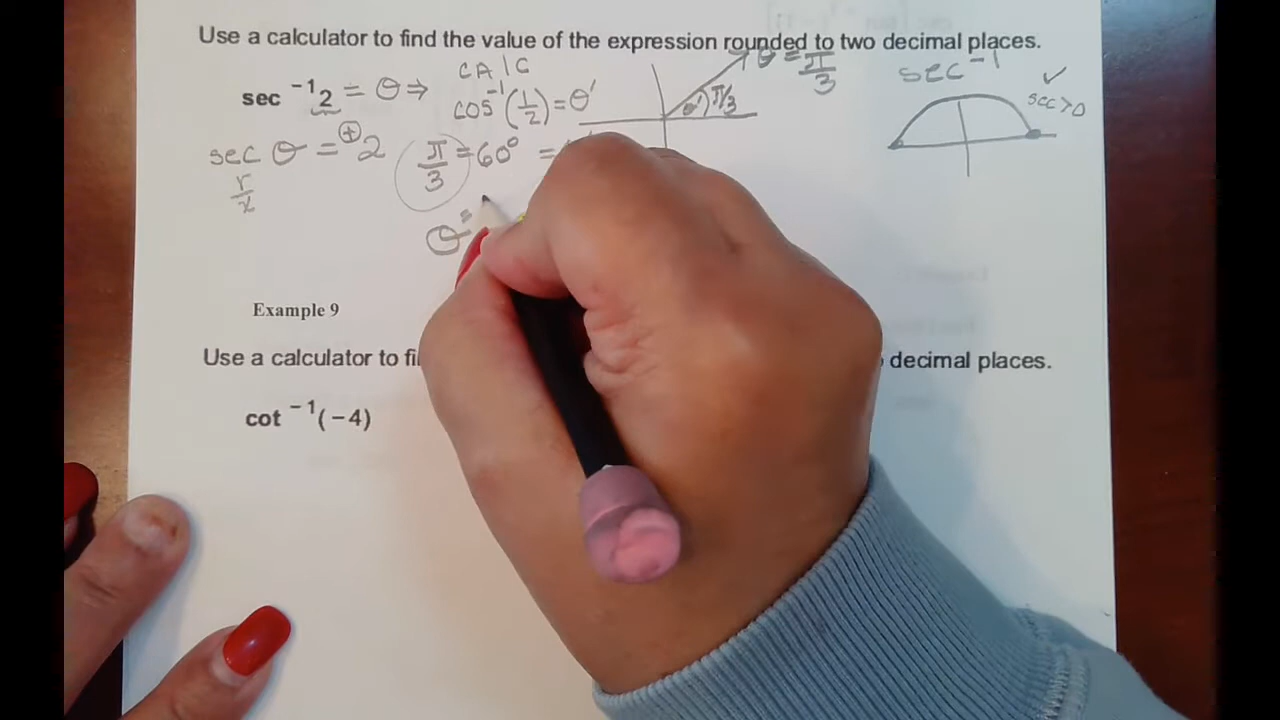 Use a calculator to find the value of the expression rounded to two decimal places.
sec ⁻¹2 = θ ⇒
CALC
cos⁻¹(1/2) = θ'
θ' π/3
θ = π/3
sec⁻¹
✓
sec > 0
sec θ = ⊕2
r/x
π/3 = 60° =
θ =
Example 9
Use a calculator to fi
decimal places.
cot ⁻¹(−4)